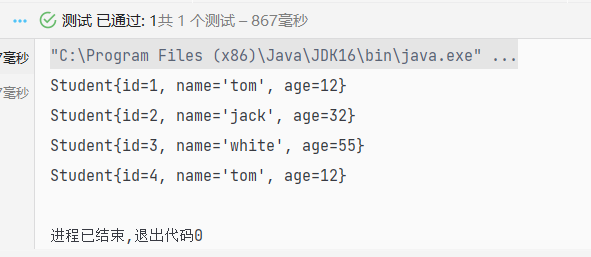 测试 已通过: 1共 1 个测试 – 867毫秒
7毫秒 "C:\Program Files (x86)\Java\JDK16\bin\java.exe" ...
7毫秒 Student{id=1, name='tom', age=12}
Student{id=2, name='jack', age=32}
Student{id=3, name='white', age=55}
Student{id=4, name='tom', age=12}
进程已结束,退出代码0